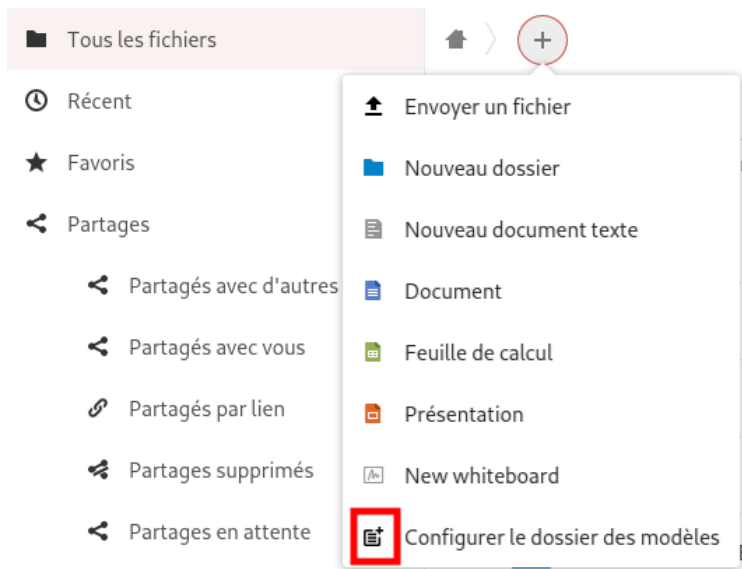 Tous les fichiers
Récent
Favoris
Partages
Partagés avec d'autres
Partagés avec vous
Partagés par lien
Partages supprimés
Partages en attente
Envoyer un fichier
Nouveau dossier
Nouveau document texte
Document
Feuille de calcul
Présentation
New whiteboard
Configurer le dossier des modèles